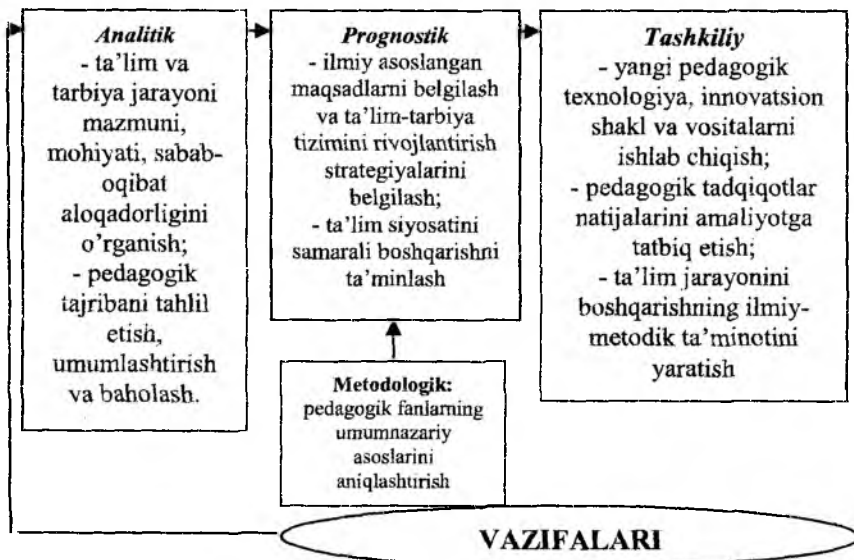 Analitik
- ta’lim va
tarbiya jarayoni
mazmuni,
mohiyati, sabab-
oqibat
aloqadorligini
o’rganish;
- pedagogik
tajribani tahlil
etish,
umumlashtirish
va baholash.
Prognostik
- ilmiy asoslangan
maqsadlarni belgilash
va ta’lim-tarbiya
tizimini rivojlantirish
strategiyalarini
belgilash;
- ta’lim siyosatini
samarali boshqarishni
ta’minlash
Tashkiliy
- yangi pedagogik
texnologiya, innovatsion
shakl va vositalarni
ishlab chiqish;
- pedagogik tadqiqotlar
natijalarini amaliyotga
tatbiq etish;
- ta’lim jarayonini
boshqarishning ilmiy-
metodik ta’minotini
yaratish
Metodologik:
pedagogik fanlarning
umumnazariy
asoslarini
aniqlashtirish
VAZIFALARI